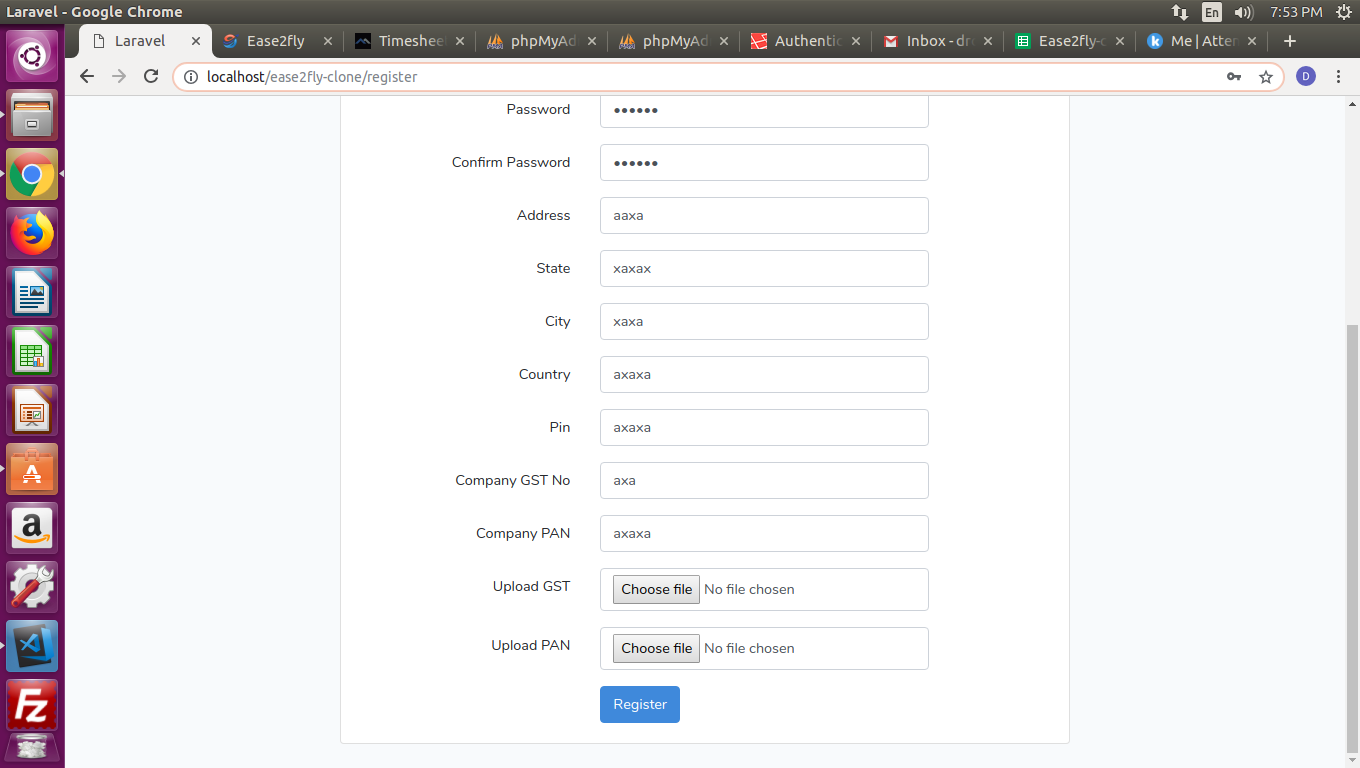 Laravel - Google Chrome
En
7:53 PM
Laravel
Ease2fly
Timeshee
phpMyAd
phpMyAd
Authentic
Inbox - dr
Ease2fly-c
Me | Atten
localhost/ease2fly-clone/register
D
Password
••••••
Confirm Password
••••••
Address
aaxa
State
xaxax
City
xaxa
Country
axaxa
Pin
axaxa
Company GST No
axa
Company PAN
axaxa
Upload GST
Choose file No file chosen
Upload PAN
Choose file No file chosen
Register